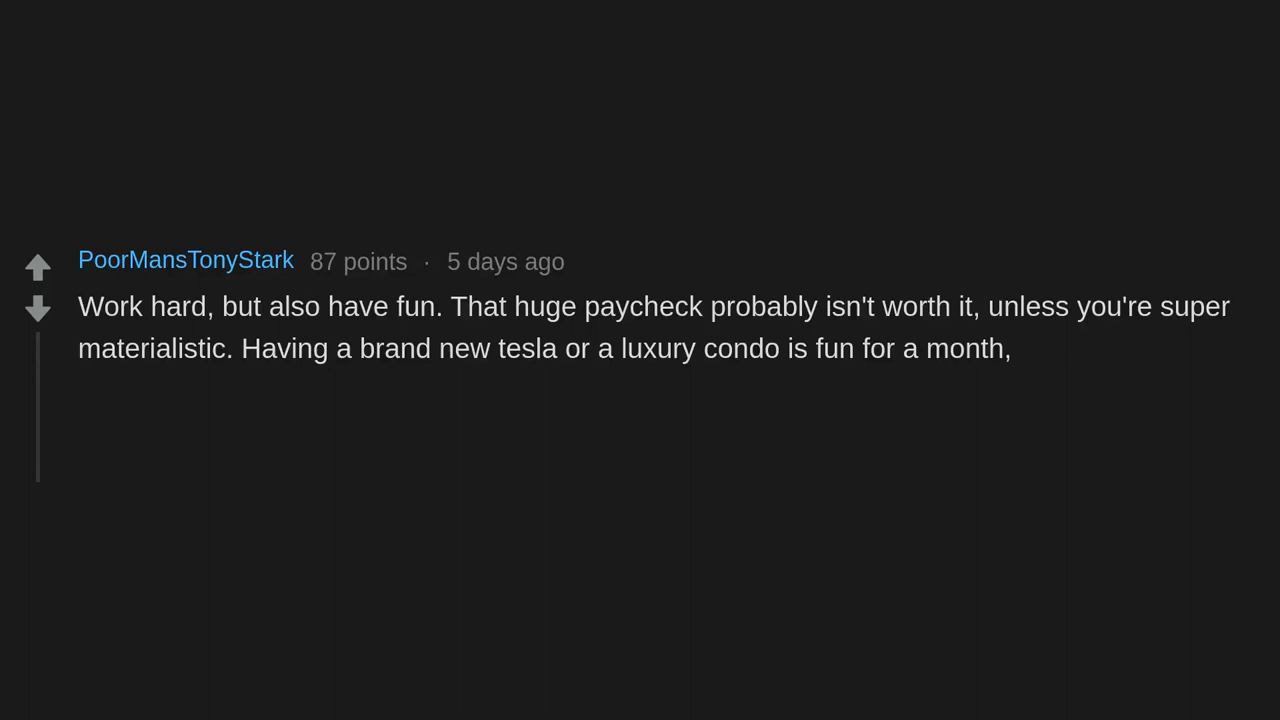 PoorMansTonyStark 87 points · 5 days ago
Work hard, but also have fun. That huge paycheck probably isn't worth it, unless you're super
materialistic. Having a brand new tesla or a luxury condo is fun for a month,